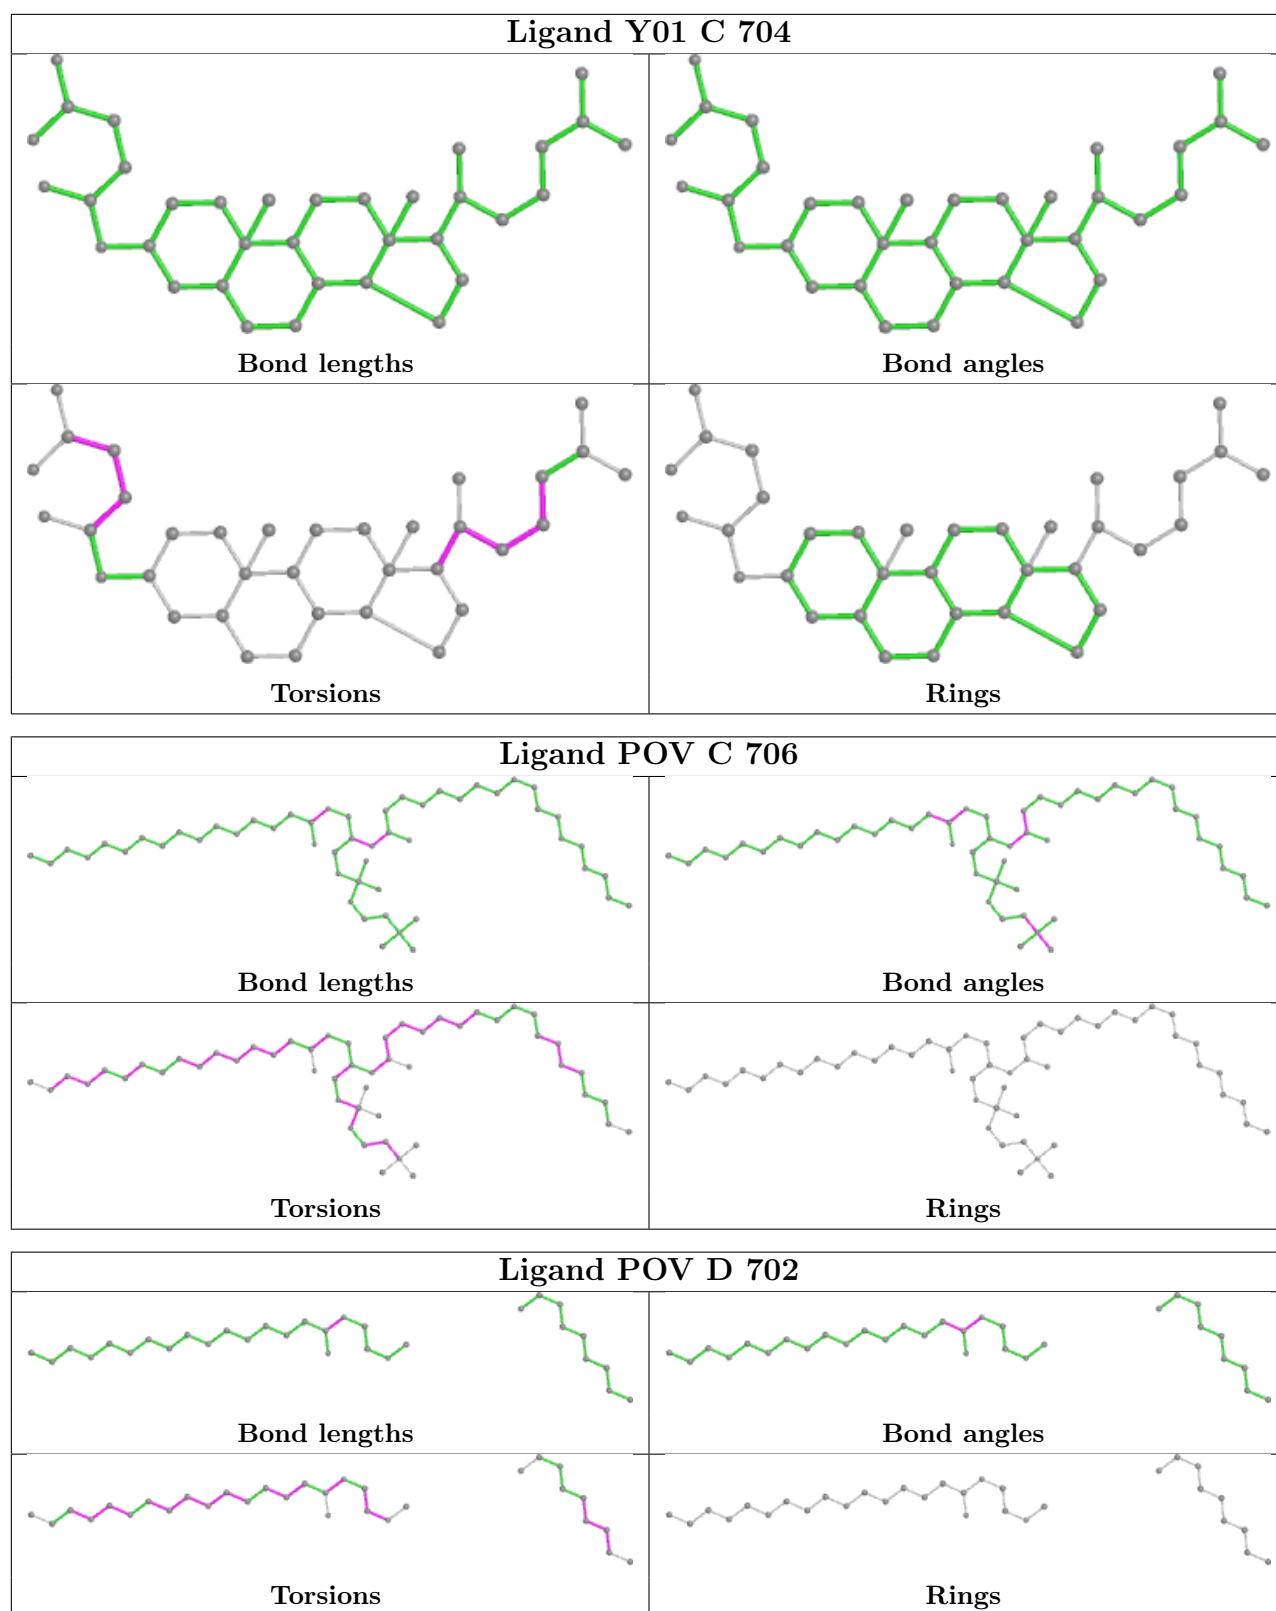 Ligand Y01 C 704
Bond lengths
Bond angles
Torsions
Rings
Ligand POV C 706
Bond lengths
Bond angles
Torsions
Rings
Ligand POV D 702
Bond lengths
Bond angles
Torsions
Rings